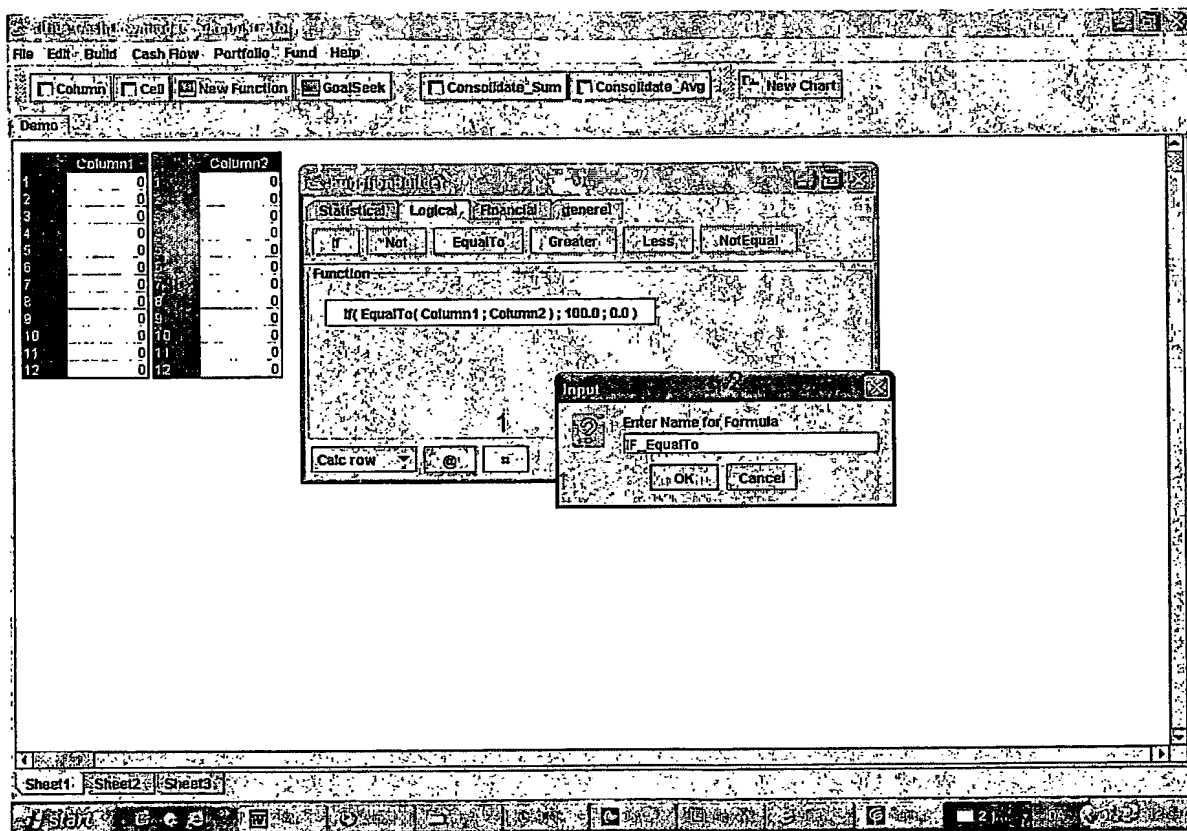 File Edit Build Cash Flow Portfolio Fund Help
Column Cell New Function GoalSeek Consolidate_Sum Consolidate_Avg New Chart
Demo
Column1 Column2
1 0 1 0
2 0 0
3 0 0
4 0 0
5 0 0
6 0 0
7 0 0
8 0 8 0
9 0 9 0
10 0 10 0
11 0 11 0
12 0 12 0
FunctionBuilder
Statistical Logical Financial general
If Not EqualTo Greater Less NotEqual
Function
If( EqualTo( Column1 ; Column2 ) ; 100.0 ; 0.0 )
1
Calc row @ ¤
2
Input
Enter Name for Formula
IF_EqualTo
OK Cancel
Sheet1 Sheet2 Sheet3
Start
2